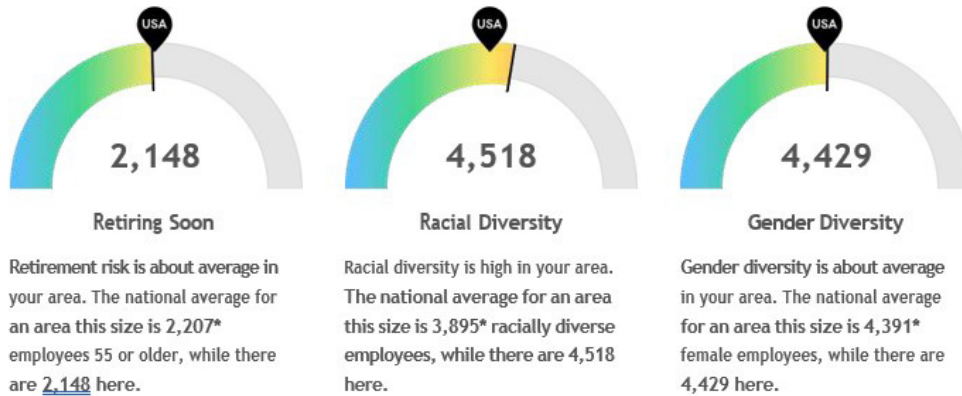 USA
2,148
Retiring Soon
Retirement risk is about average in
your area. The national average for
an area this size is 2,207*
employees 55 or older, while there
are 2,148 here.
USA
4,518
Racial Diversity
Racial diversity is high in your area.
The national average for an area
this size is 3,895* racially diverse
employees, while there are 4,518
here.
USA
4,429
Gender Diversity
Gender diversity is about average
in your area. The national average
for an area this size is 4,391*
female employees, while there are
4,429 here.